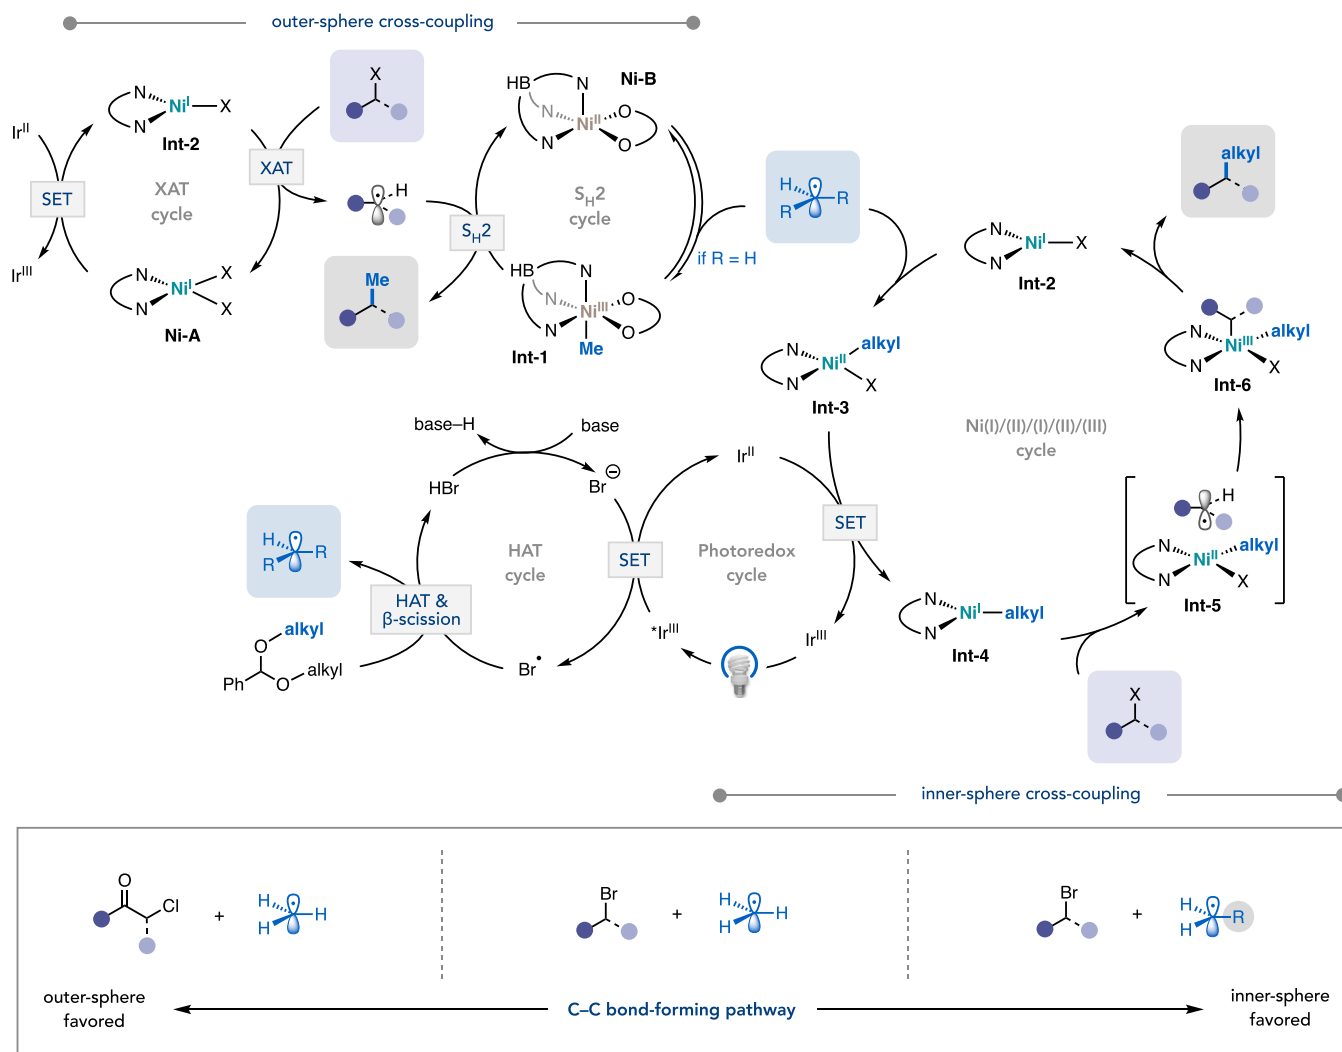 outer-sphere cross-coupling
X
HB
N
Ni-B
N
Ni^I
X
N
Int-2
Ir^II
N
Ni^II
O
N
O
XAT
XAT
cycle
SET
H
S_H2
cycle
S_H2
H
R
R
if R = H
alkyl
N
Ni^I
X
N
Int-2
Ir^III
N
Ni^I
X
N
X
Ni-A
Me
HB
N
N
Ni^III
O
N
O
Me
Int-1
N
Ni^II
alkyl
N
X
Int-3
N
Ni^III
alkyl
N
X
Int-6
base–H
base
Ni(I)/(II)/(I)/(II)/(III)
cycle
HBr
Br
⊖
Ir^II
H
R
R
HAT
cycle
SET
Photoredox
cycle
SET
H
N
Ni^II
alkyl
N
X
Int-5
HAT &
β-scission
alkyl
O
Ph
O
alkyl
Br•
*Ir^III
Ir^III
N
Ni^I
alkyl
N
Int-4
X
inner-sphere cross-coupling
O
Cl
+
H
H
H
Br
+
H
H
H
Br
+
H
H
R
outer-sphere
favored
C–C bond-forming pathway
inner-sphere
favored